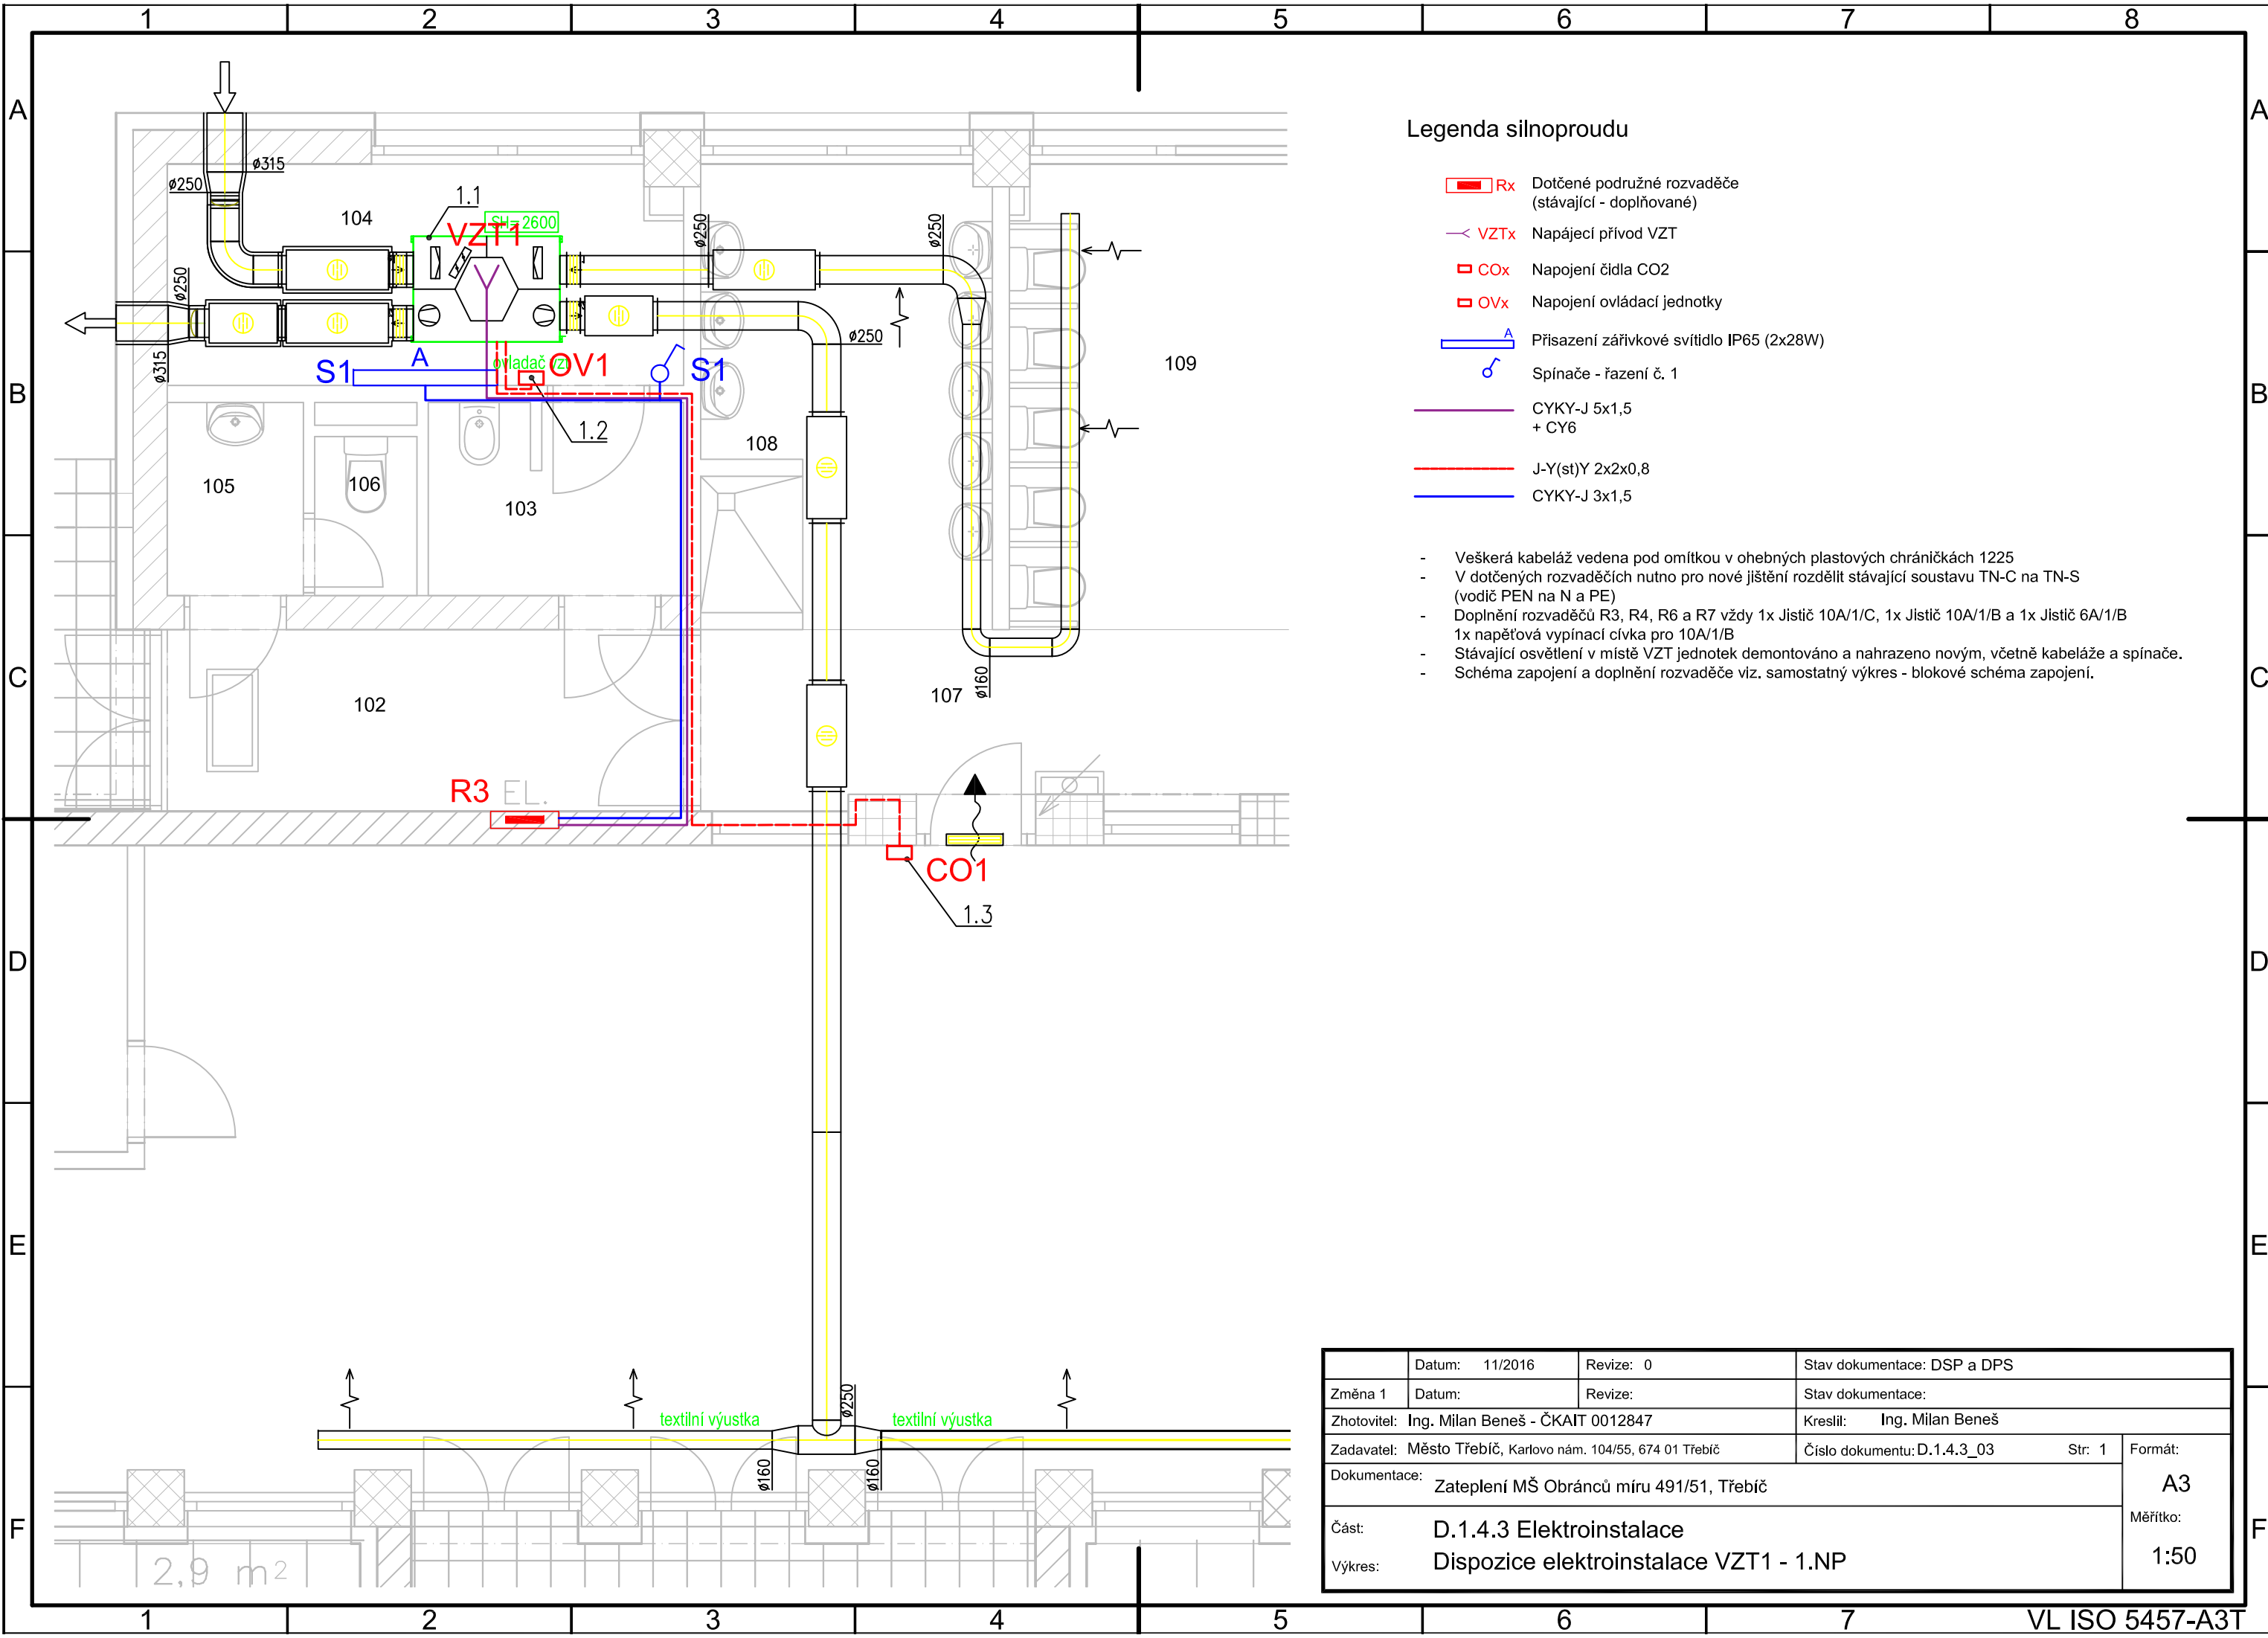 1 2 3 4 5 6 7 8
A A
B B
C C
D D
E E
F F
1 2 3 4 5 6 7
VL ISO 5457-A3T
ø315
ø250
104
1.1
SH=2600
VZT1
ø250
ø250
ø250
ø315
ø250
S1
A
OV1
S1
109
1.2
108
105
106
103
102
107
ø160
R3
EL.
CO1
1.3
textilní výustka
ø250
textilní výustka
ø160
ø160
2,9 m2
Legenda silnoproudu
Rx Dotčené podružné rozvaděče
(stávající - doplňované)
VZTx Napájecí přívod VZT
COx Napojení čidla CO2
OVx Napojení ovládací jednotky
A Přisazení zářivkové svítidlo IP65 (2x28W)
Spínače - řazení č. 1
CYKY-J 5x1,5
+ CY6
J-Y(st)Y 2x2x0,8
CYKY-J 3x1,5
- Veškerá kabeláž vedena pod omítkou v ohebných plastových chráničkách 1225
- V dotčených rozvaděčích nutno pro nové jištění rozdělit stávající soustavu TN-C na TN-S
(vodič PEN na N a PE)
- Doplnění rozvaděčů R3, R4, R6 a R7 vždy 1x Jistič 10A/1/C, 1x Jistič 10A/1/B a 1x Jistič 6A/1/B
1x napěťová vypínací cívka pro 10A/1/B
- Stávající osvětlení v místě VZT jednotek demontováno a nahrazeno novým, včetně kabeláže a spínače.
- Schéma zapojení a doplnění rozvaděče viz. samostatný výkres - blokové schéma zapojení.
Datum: 11/2016 Revize: 0 Stav dokumentace: DSP a DPS
Změna 1 Datum: Revize: Stav dokumentace:
Zhotovitel: Ing. Milan Beneš - ČKAIT 0012847 Kreslil: Ing. Milan Beneš
Zadavatel: Město Třebíč, Karlovo nám. 104/55, 674 01 Třebíč Číslo dokumentu: D.1.4.3_03 Str: 1 Formát:
A3
Dokumentace: Zateplení MŠ Obránců míru 491/51, Třebíč
Část: D.1.4.3 Elektroinstalace
Měřítko:
1:50
Výkres: Dispozice elektroinstalace VZT1 - 1.NP